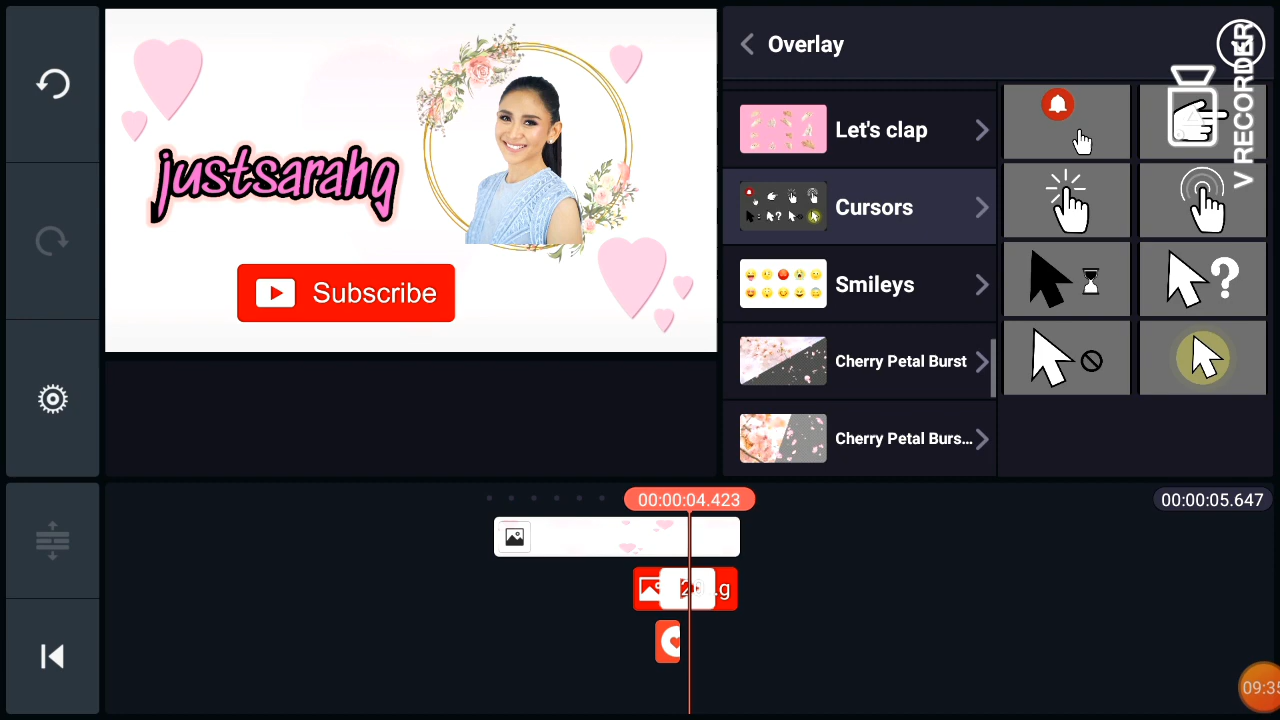 justsarahg
Subscribe
Overlay
Let's clap
Cursors
Smileys
Cherry Petal Burst
Cherry Petal Burs...
V RECORDER
00:00:04.423
00:00:05.647
.g
09:35